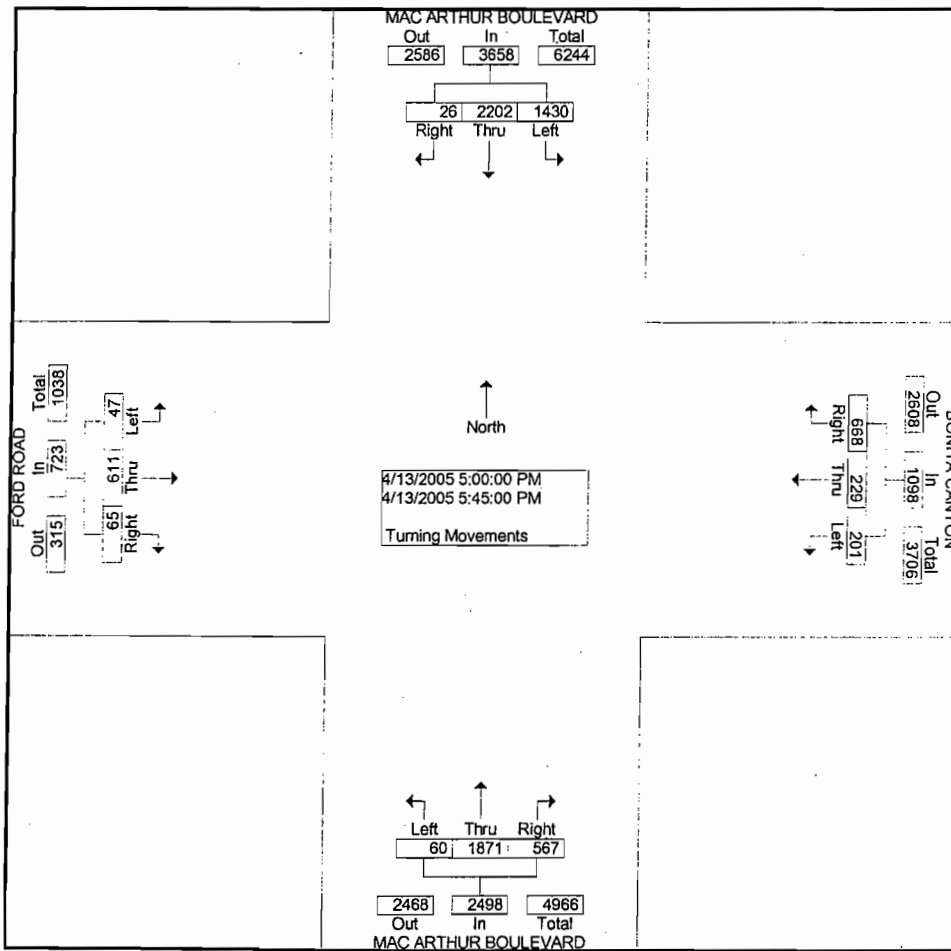 MAC ARTHUR BOULEVARD
Out In Total
2586 3658 6244
26 2202 1430
Right Thru Left
FORD ROAD
Total In Out
1038 723 315
47 611 65
Left Thru Right
North
4/13/2005 5:00:00 PM
4/13/2005 5:45:00 PM
Turning Movements
668 229 201
Right Thru Left
2608 1098 3706
Out In Total
CANYON
Left Thru Right
60 1871 567
2468 2498 4966
Out In Total
MAC ARTHUR BOULEVARD